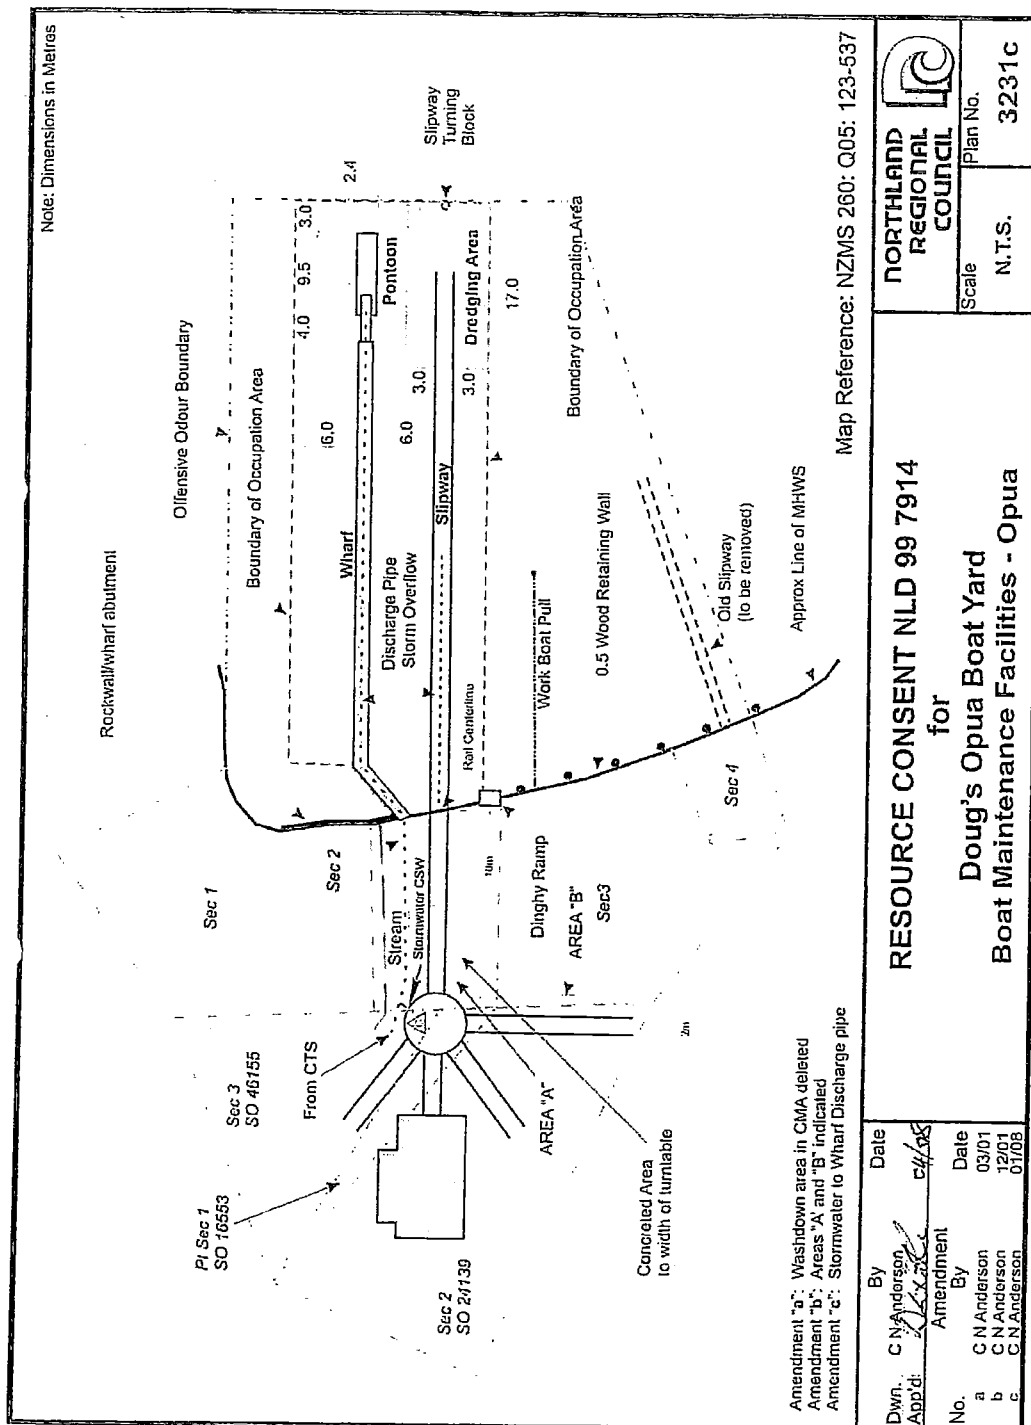 Note: Dimensions in Metres
Rockwall/wharf abutment
Offensive Odour Boundary
Boundary of Occupation Area
4.0
9.5
3.0
2.4
16.0
Wharf
Pontoon
Slipway
Turning
Block
Discharge Pipe
Storm Overflow
6.0
3.0
Slipway
3.0
Dredging Area
17.0
Rail Centerline
Work Boat Pull
0.5 Wood Retaining Wall
Boundary of Occupation Area
Old Slipway
(to be removed)
Approx Line of MHWS
Sec 1
Sec 2
Stream
Stormwater CSW
10m
Dinghy Ramp
AREA "B"
Sec3
Sec 4
Sec 3
SO 46155
From CTS
Pt Sec 1
SO 16553
Sec 2
SO 24139
AREA "A"
2m
Concreted Area
to width of turntable
Amendment "a": Washdown area in CMA deleted
Amendment "b": Areas "A' and "B" indicated
Amendment "c": Stormwater to Wharf Discharge pipe
Map Reference: NZMS 260: Q05: 123-537
By
Date
Dwn. C N Anderson
App'd: 04/08
Amendment
No. By Date
a C N Anderson 03/01
b C N Anderson 12/01
c C N Anderson 01/08
RESOURCE CONSENT NLD 99 7914
for
Doug's Opua Boat Yard
Boat Maintenance Facilities - Opua
NORTHLAND
REGIONAL
COUNCIL
Scale
N.T.S.
Plan No.
3231c